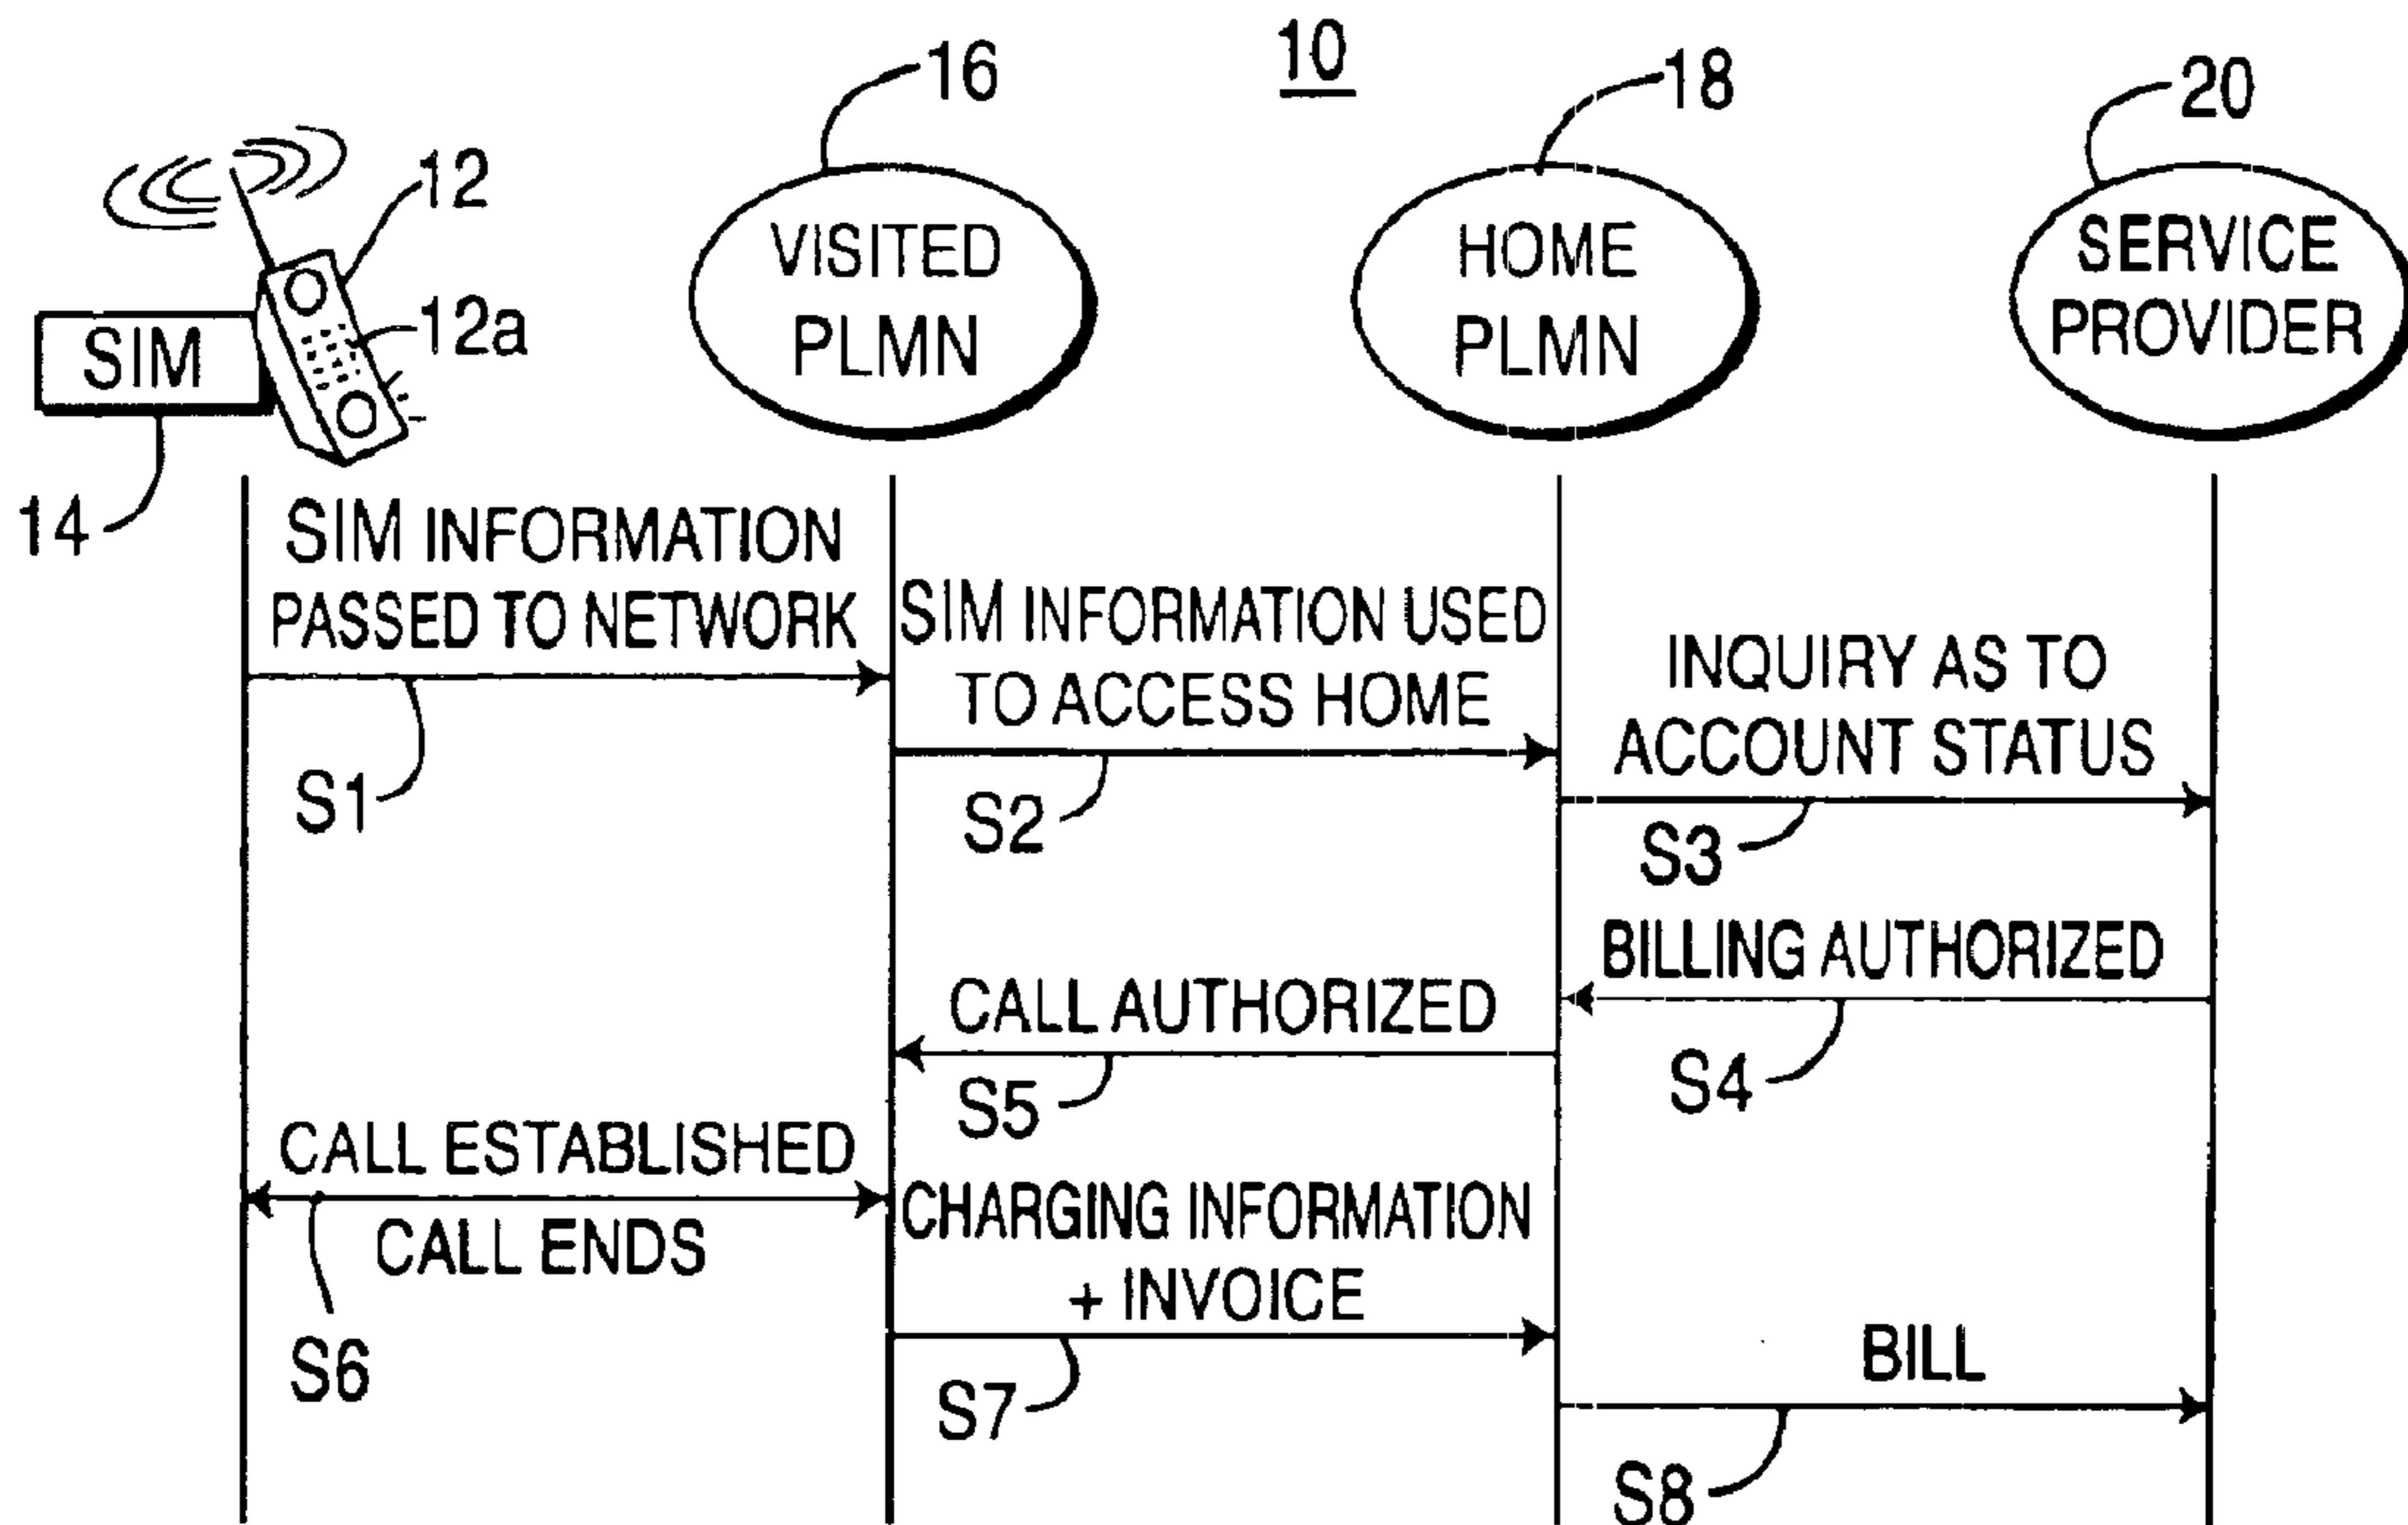 10
16
18
20
12
12a
SIM
14
VISITED
PLMN
HOME
PLMN
SERVICE
PROVIDER
SIM INFORMATION
PASSED TO NETWORK
S1
SIM INFORMATION USED
TO ACCESS HOME
S2
INQUIRY AS TO
ACCOUNT STATUS
S3
BILLING AUTHORIZED
S4
CALL AUTHORIZED
S5
CALL ESTABLISHED
CALL ENDS
S6
CHARGING INFORMATION
+ INVOICE
S7
BILL
S8